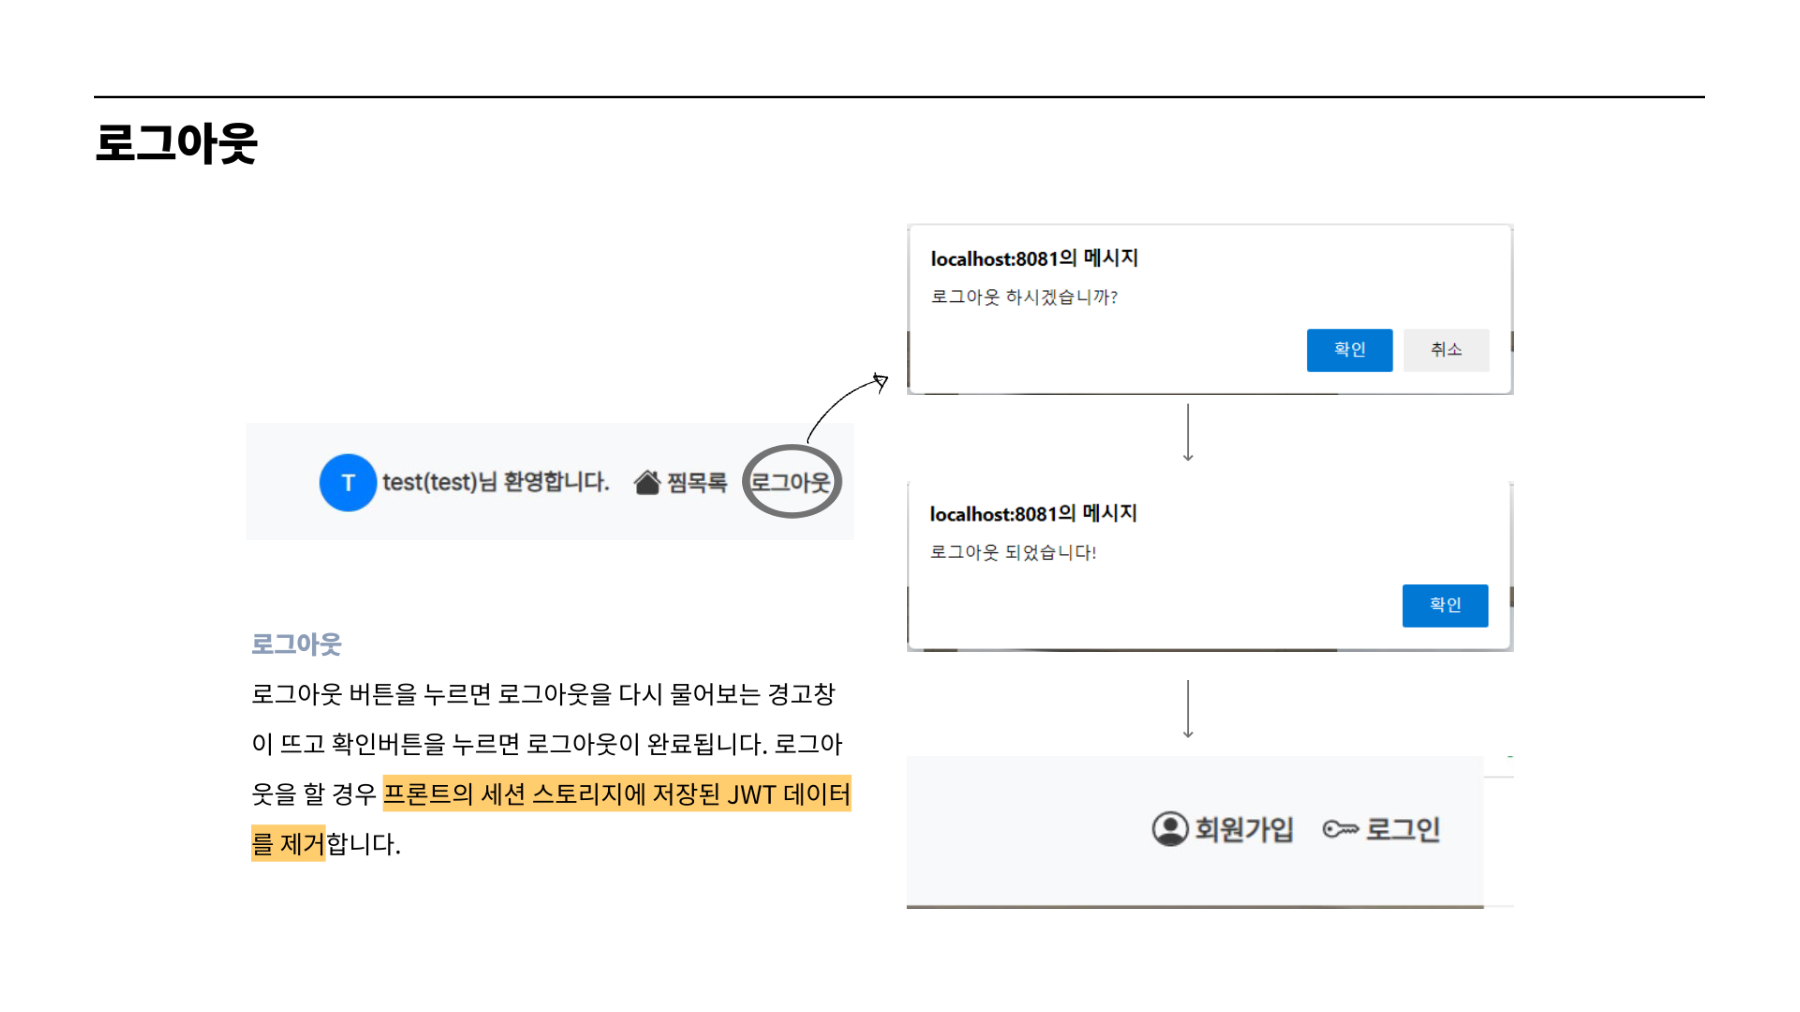 로그아웃
T test(test)님 환영합니다. 찜목록 로그아웃
로그아웃
로그아웃 버튼을 누르면 로그아웃을 다시 물어보는 경고창
이 뜨고 확인버튼을 누르면 로그아웃이 완료됩니다. 로그아
웃을 할 경우 프론트의 세션 스토리지에 저장된 JWT 데이터
를 제거합니다.
localhost:8081의 메시지
로그아웃 하시겠습니까?
확인 취소
localhost:8081의 메시지
로그아웃 되었습니다!
확인
회원가입 로그인